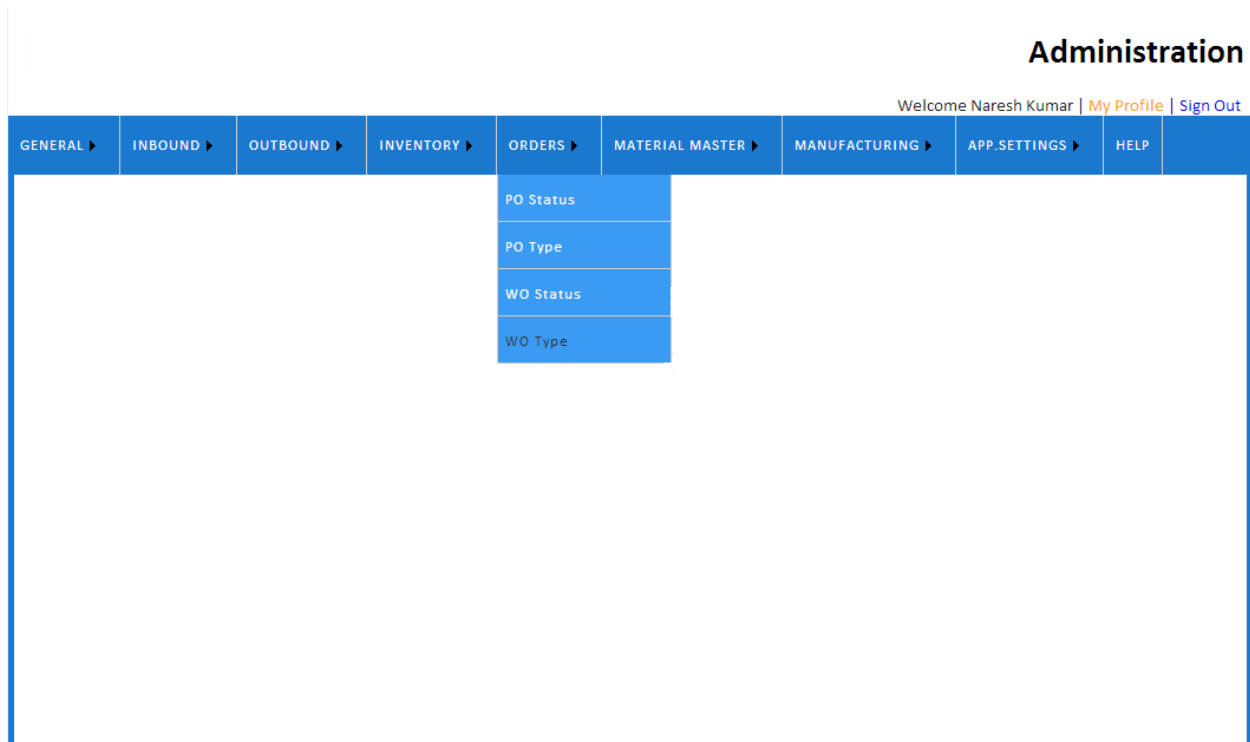 Administration
Welcome Naresh Kumar | My Profile | Sign Out
GENERAL INBOUND OUTBOUND INVENTORY ORDERS MATERIAL MASTER MANUFACTURING APP.SETTINGS HELP
PO Status
PO Type
WO Status
WO Type